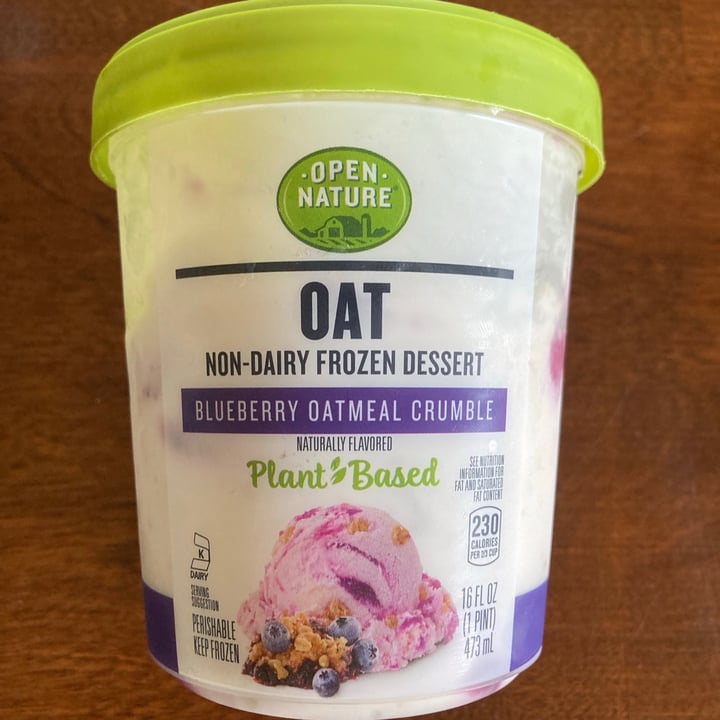 ·OPEN·
NATURE®
OAT
NON-DAIRY FROZEN DESSERT
BLUEBERRY OATMEAL CRUMBLE
NATURALLY FLAVORED
Plant Based
SEE NUTRITION
INFORMATION FOR
FAT AND SATURATED
FAT CONTENT
230
CALORIES
PER 2/3 CUP
K
DAIRY
SERVING
SUGGESTION
PERISHABLE
KEEP FROZEN
16 FL OZ
(1 PINT)
473 mL